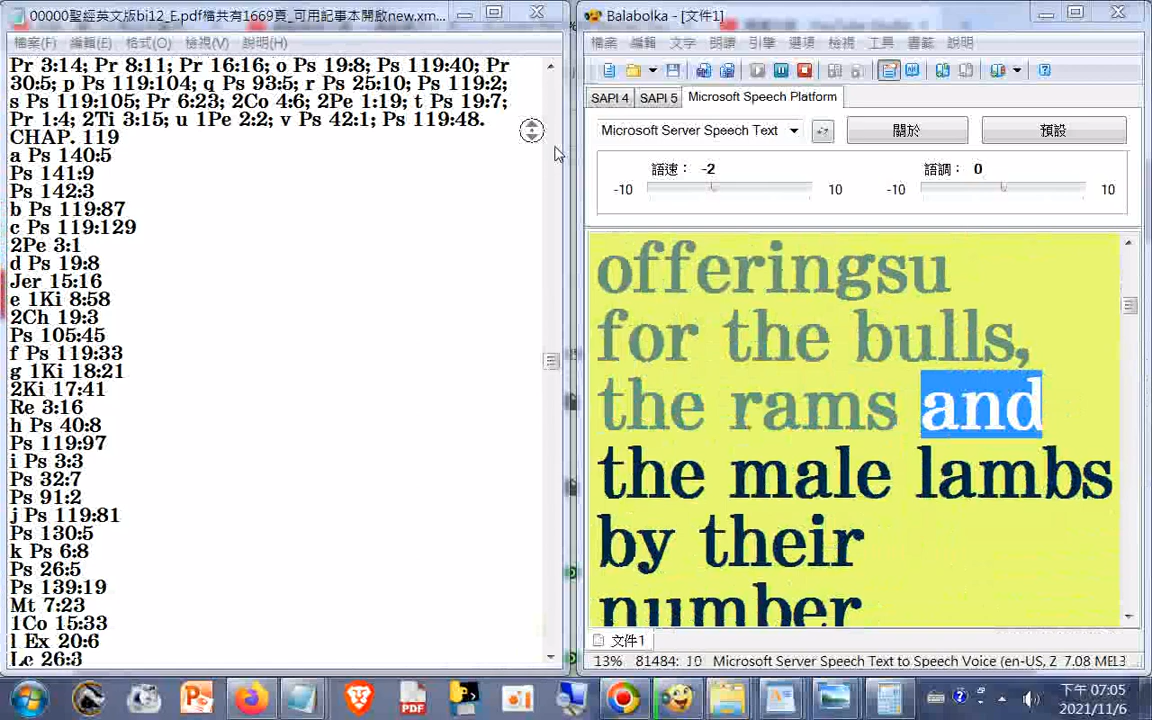 00000聖經英文版bi12_E.pdf檔共有1669頁_可用記事本開啟new.xm...
檔案(F) 編輯(E) 格式(O) 檢視(V) 說明(H)
Pr 3:14; Pr 8:11; Pr 16:16; o Ps 19:8; Ps 119:40; Pr
30:5; p Ps 119:104; q Ps 93:5; r Ps 25:10; Ps 119:2;
s Ps 119:105; Pr 6:23; 2Co 4:6; 2Pe 1:19; t Ps 19:7;
Pr 1:4; 2Ti 3:15; u 1Pe 2:2; v Ps 42:1; Ps 119:48.
CHAP. 119
a Ps 140:5
Ps 141:9
Ps 142:3
b Ps 119:87
c Ps 119:129
2Pe 3:1
d Ps 19:8
Jer 15:16
e 1Ki 8:58
2Ch 19:3
Ps 105:45
f Ps 119:33
g 1Ki 18:21
2Ki 17:41
Re 3:16
h Ps 40:8
Ps 119:97
i Ps 3:3
Ps 32:7
Ps 91:2
j Ps 119:81
Ps 130:5
k Ps 6:8
Ps 26:5
Ps 139:19
Mt 7:23
1Co 15:33
l Ex 20:6
Le 26:3
Balabolka - [文件1]
檔案 編輯 文字 朗讀 引擎 選項 檢視 工具 書籤 說明
SAPI 4 SAPI 5 Microsoft Speech Platform
Microsoft Server Speech Text 關於 預設
語速： -2 語調： 0
-10 10 -10 10
offeringsu
for the bulls,
the rams and
the male lambs
by their
number
文件1
13% 81484: 10 Microsoft Server Speech Text to Speech Voice (en-US, Z 7.08 MEI3
PDF
下午 07:05
2021/11/6